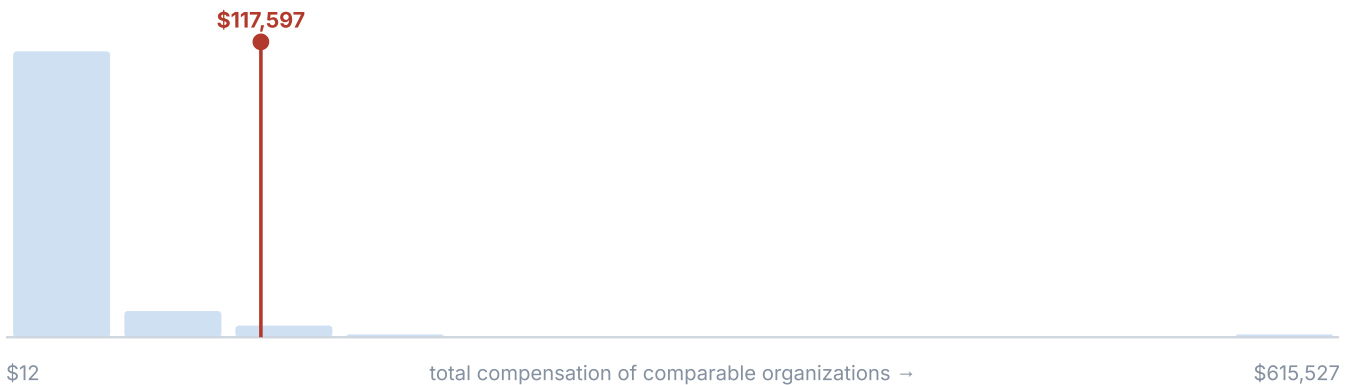 $117,597
$12 total compensation of comparable organizations → $615,527